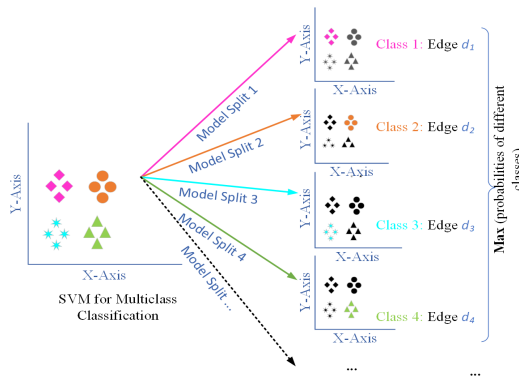 Y-Axis
X-Axis
SVM for Multiclass
Classification
Model Split 1
Model Split 2
Model Split 3
Model Split 4
Model Split ...
Y-Axis
X-Axis
Class 1: Edge d1
Y-Axis
X-Axis
Class 2: Edge d2
Y-Axis
X-Axis
Class 3: Edge d3
Y-Axis
X-Axis
Class 4: Edge d4
...
...
Max (probabilities of different
classes)